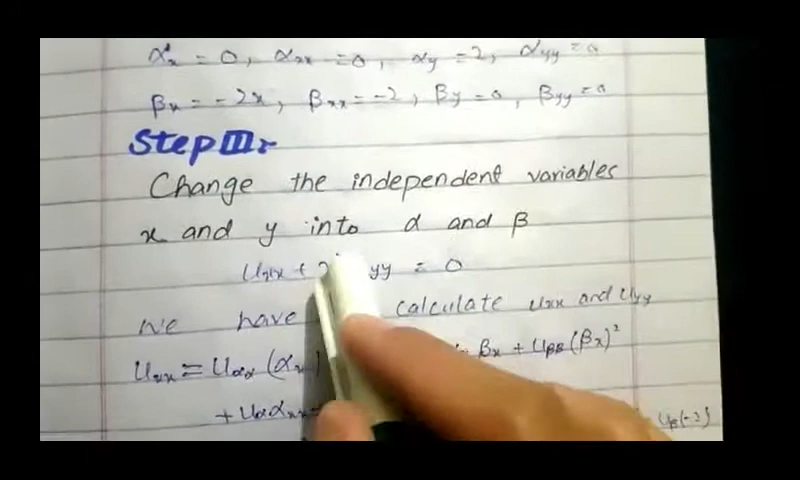 αx = 0, αxx = 0, αy = 2, αyy = 0
βx = -2x, βxx = -2, βy = 0, βyy = 0
Step III:
Change the independent variables
x and y into α and β
Uxx + yy = 0
We have calculate Uxx and Uyy
Uxx = Uαα (αx) βx + Uββ (βx)²
+ Uα αxx Uβ(-2)